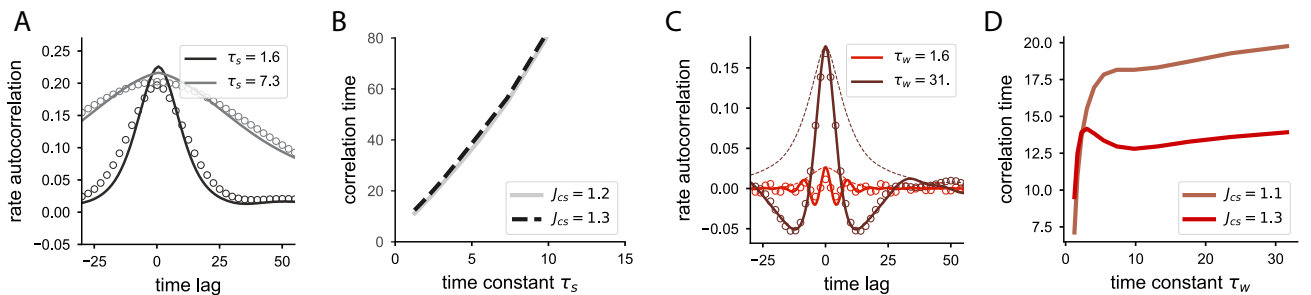 A
rate autocorrelation
0.25
0.20
0.15
0.10
0.05
0.00
−0.05
−25
0
25
50
time lag
τs = 1.6
τs = 7.3
B
correlation time
80
60
40
20
0
0
5
10
15
time constant τs
Jcs = 1.2
Jcs = 1.3
C
rate autocorrelation
0.15
0.10
0.05
0.00
−0.05
−25
0
25
50
time lag
τw = 1.6
τw = 31.
D
correlation time
20.0
17.5
15.0
12.5
10.0
7.5
0
10
20
30
time constant τw
Jcs = 1.1
Jcs = 1.3